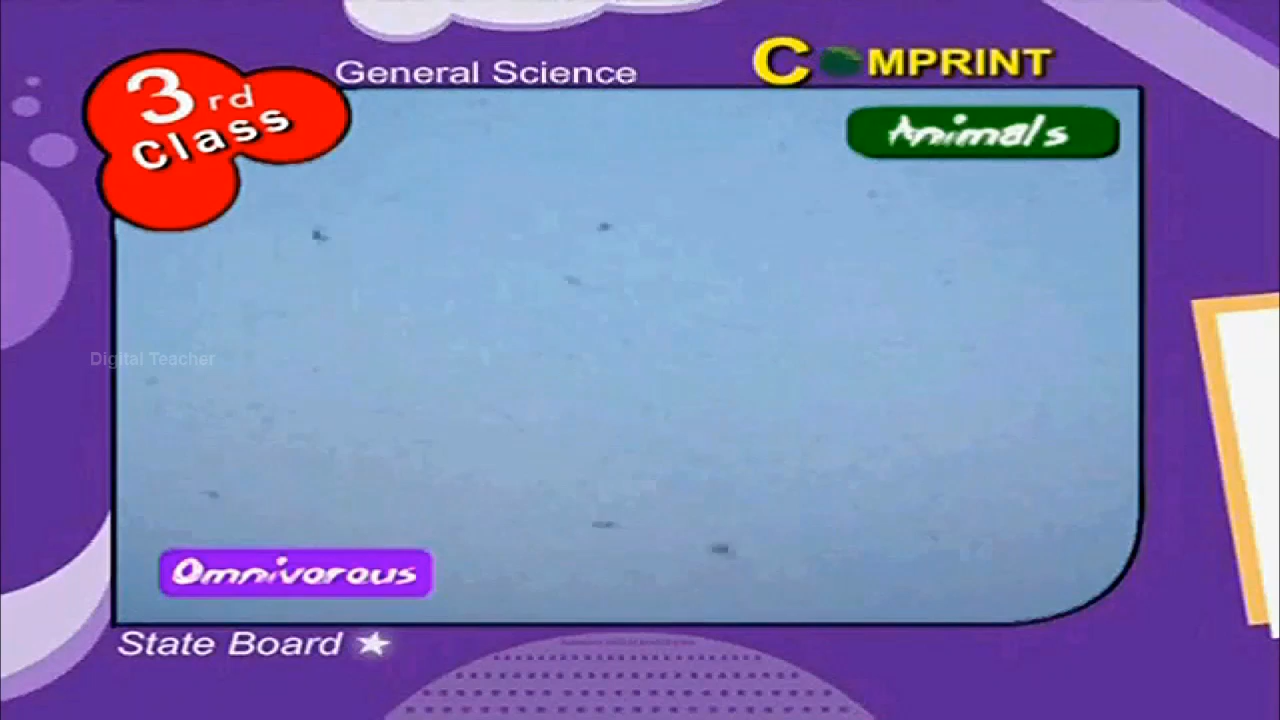 General Science
COMPRINT
3rd
Class
Animals
Digital Teacher
Omnivorous
State Board